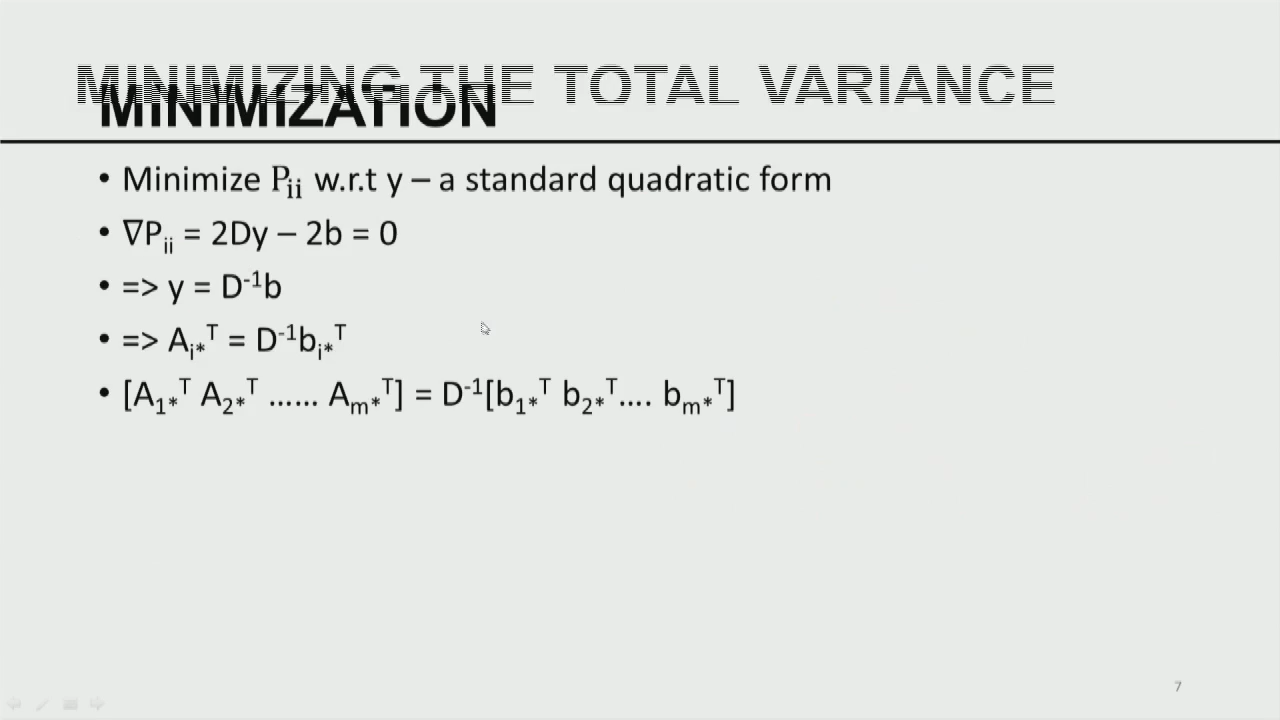 MINIMIZING THE TOTAL VARIANCE
MINIMIZATION
• Minimize Pᵢᵢ w.r.t y – a standard quadratic form
• ∇Pᵢᵢ = 2Dy – 2b = 0
• => y = D⁻¹b
• => Aᵢ*ᵀ = D⁻¹bᵢ*ᵀ
• [A₁*ᵀ A₂*ᵀ ...... Aₘ*ᵀ] = D⁻¹[b₁*ᵀ b₂*ᵀ.... bₘ*ᵀ]
7